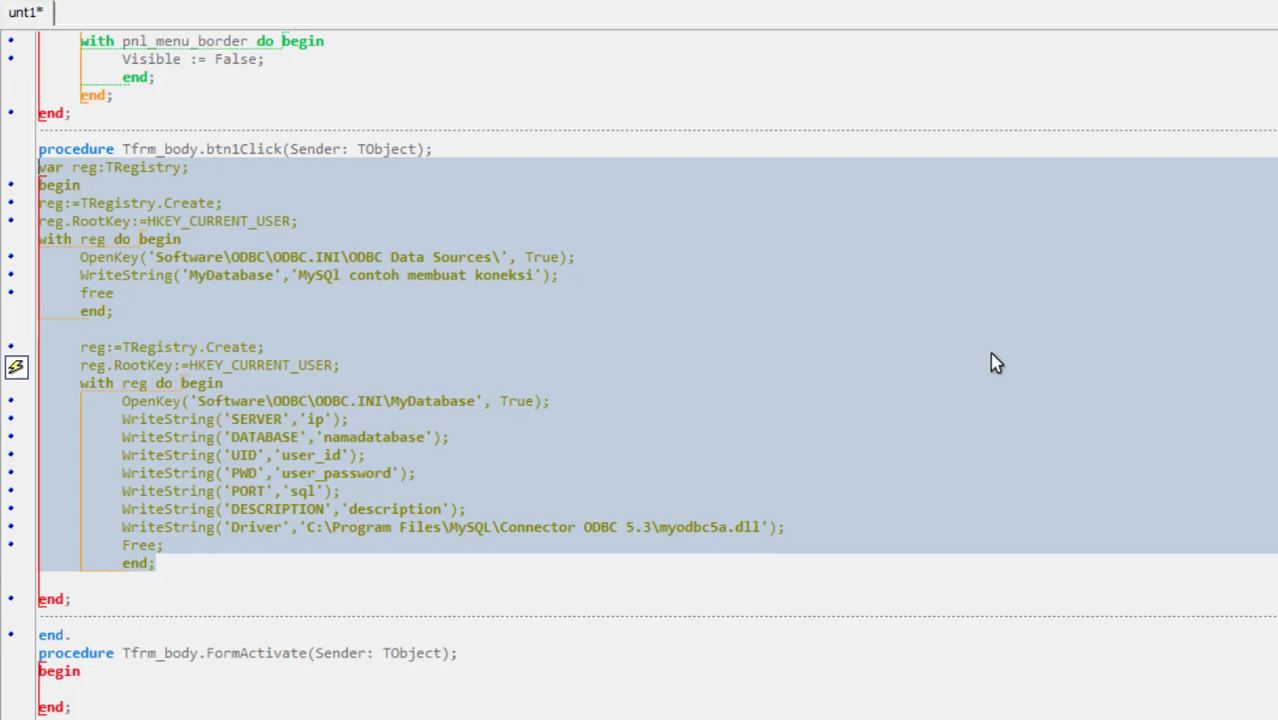 unt1*
with pnl_menu_border do begin
Visible := False;
end;
end;
end;
procedure Tfrm_body.btn1Click(Sender: TObject);
var reg:TRegistry;
begin
reg:=TRegistry.Create;
reg.RootKey:=HKEY_CURRENT_USER;
with reg do begin
OpenKey('Software\ODBC\ODBC.INI\ODBC Data Sources\', True);
WriteString('MyDatabase','MySQl contoh membuat koneksi');
free
end;
reg:=TRegistry.Create;
reg.RootKey:=HKEY_CURRENT_USER;
with reg do begin
OpenKey('Software\ODBC\ODBC.INI\MyDatabase', True);
WriteString('SERVER','ip');
WriteString('DATABASE','namadatabase');
WriteString('UID','user_id');
WriteString('PWD','user_password');
WriteString('PORT','sql');
WriteString('DESCRIPTION','description');
WriteString('Driver','C:\Program Files\MySQL\Connector ODBC 5.3\myodbc5a.dll');
Free;
end;
end;
end.
procedure Tfrm_body.FormActivate(Sender: TObject);
begin
end;